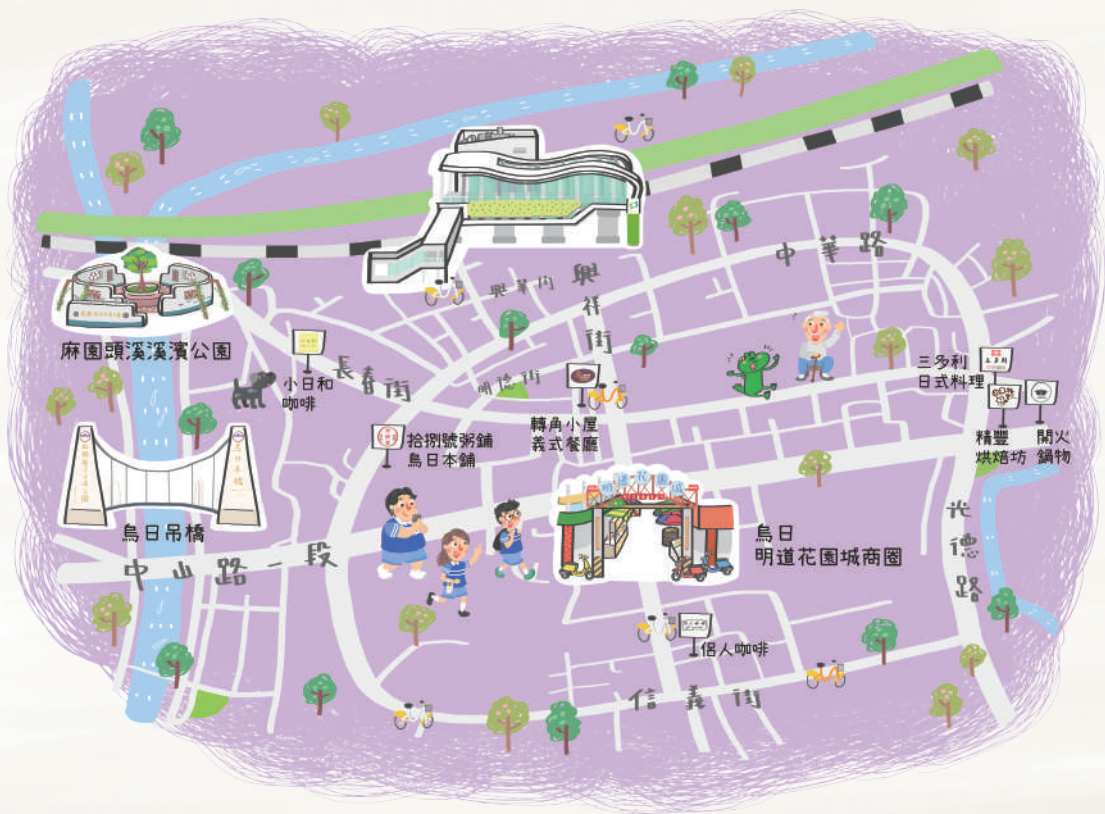 中華路
興華街
興祥街
麻園頭溪溪濱公園
小日和
咖啡
長春街
明德街
三多利
三多利
日式料理
轉角小屋
義式餐廳
拾捌號粥鋪
烏日本鋪
精豐
烘焙坊
開火
鍋物
明道花園城
烏日吊橋
烏日
明道花園城商圈
光德路
中山路一段
侶人咖啡
信義街